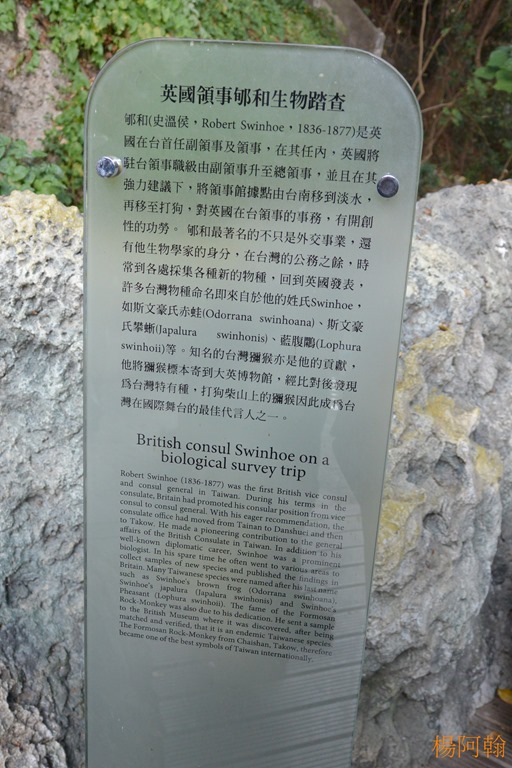 英國領事郇和生物踏查
郇和(史溫侯，Robert Swinhoe，1836-1877)是英
國在台首任副領事及領事，在其任內，英國將
駐台領事職級由副領事升至總領事，並且在其
強力建議下，將領事館據點由台南移到淡水，
再移至打狗，對英國在台領事的事務，有開創
性的功勞。 郇和最著名的不只是外交事業，還
有他生物學家的身分，在台灣的公務之餘，時
常到各處採集各種新的物種，回到英國發表，
許多台灣物種命名即來自於他的姓氏Swinhoe，
如斯文豪氏赤蛙(Odorrana swinhoana)、斯文豪
氏攀蜥(Japalura swinhonis)、藍腹鷴(Lophura
swinhoii)等。知名的台灣獼猴亦是他的貢獻，
他將獼猴標本寄到大英博物館，經比對後發現
為台灣特有種，打狗柴山上的獼猴因此成為台
灣在國際舞台的最佳代言人之一。
British consul Swinhoe on a
biological survey trip
Robert Swinhoe (1836-1877) was the first British vice consul
and consul general in Taiwan. During his terms in the
consulate, Britain had promoted his consular position from vice
consul to consul general. With his eager recommendation, the
consulate office had moved from Tainan to Danshuei and then
to Takow. He made a pioneering contribution to the general
affairs of the British Consulate in Taiwan. In addition to his
well-known diplomatic career, Swinhoe was a prominent
biologist. In his spare time he often went to various areas to
collect samples of new species and published the findings in
Britain. Many Taiwanese species were named after his last name
such as Swinhoe's brown frog (Odorrana swinhoana),
Swinhoe's japalura (Japalura swinhonis) and Swinhoe's
Pheasant (Lophura swinhoii). The fame of the Formosan
Rock-Monkey was also due to his dedication. He sent a sample
to the British Museum where it was discovered, after being
matched and verified, that it is an endemic Taiwanese species.
The Formosan Rock-Monkey from Chaishan, Takow, therefore
became one of the best symbols of Taiwan internationally.
楊阿翰